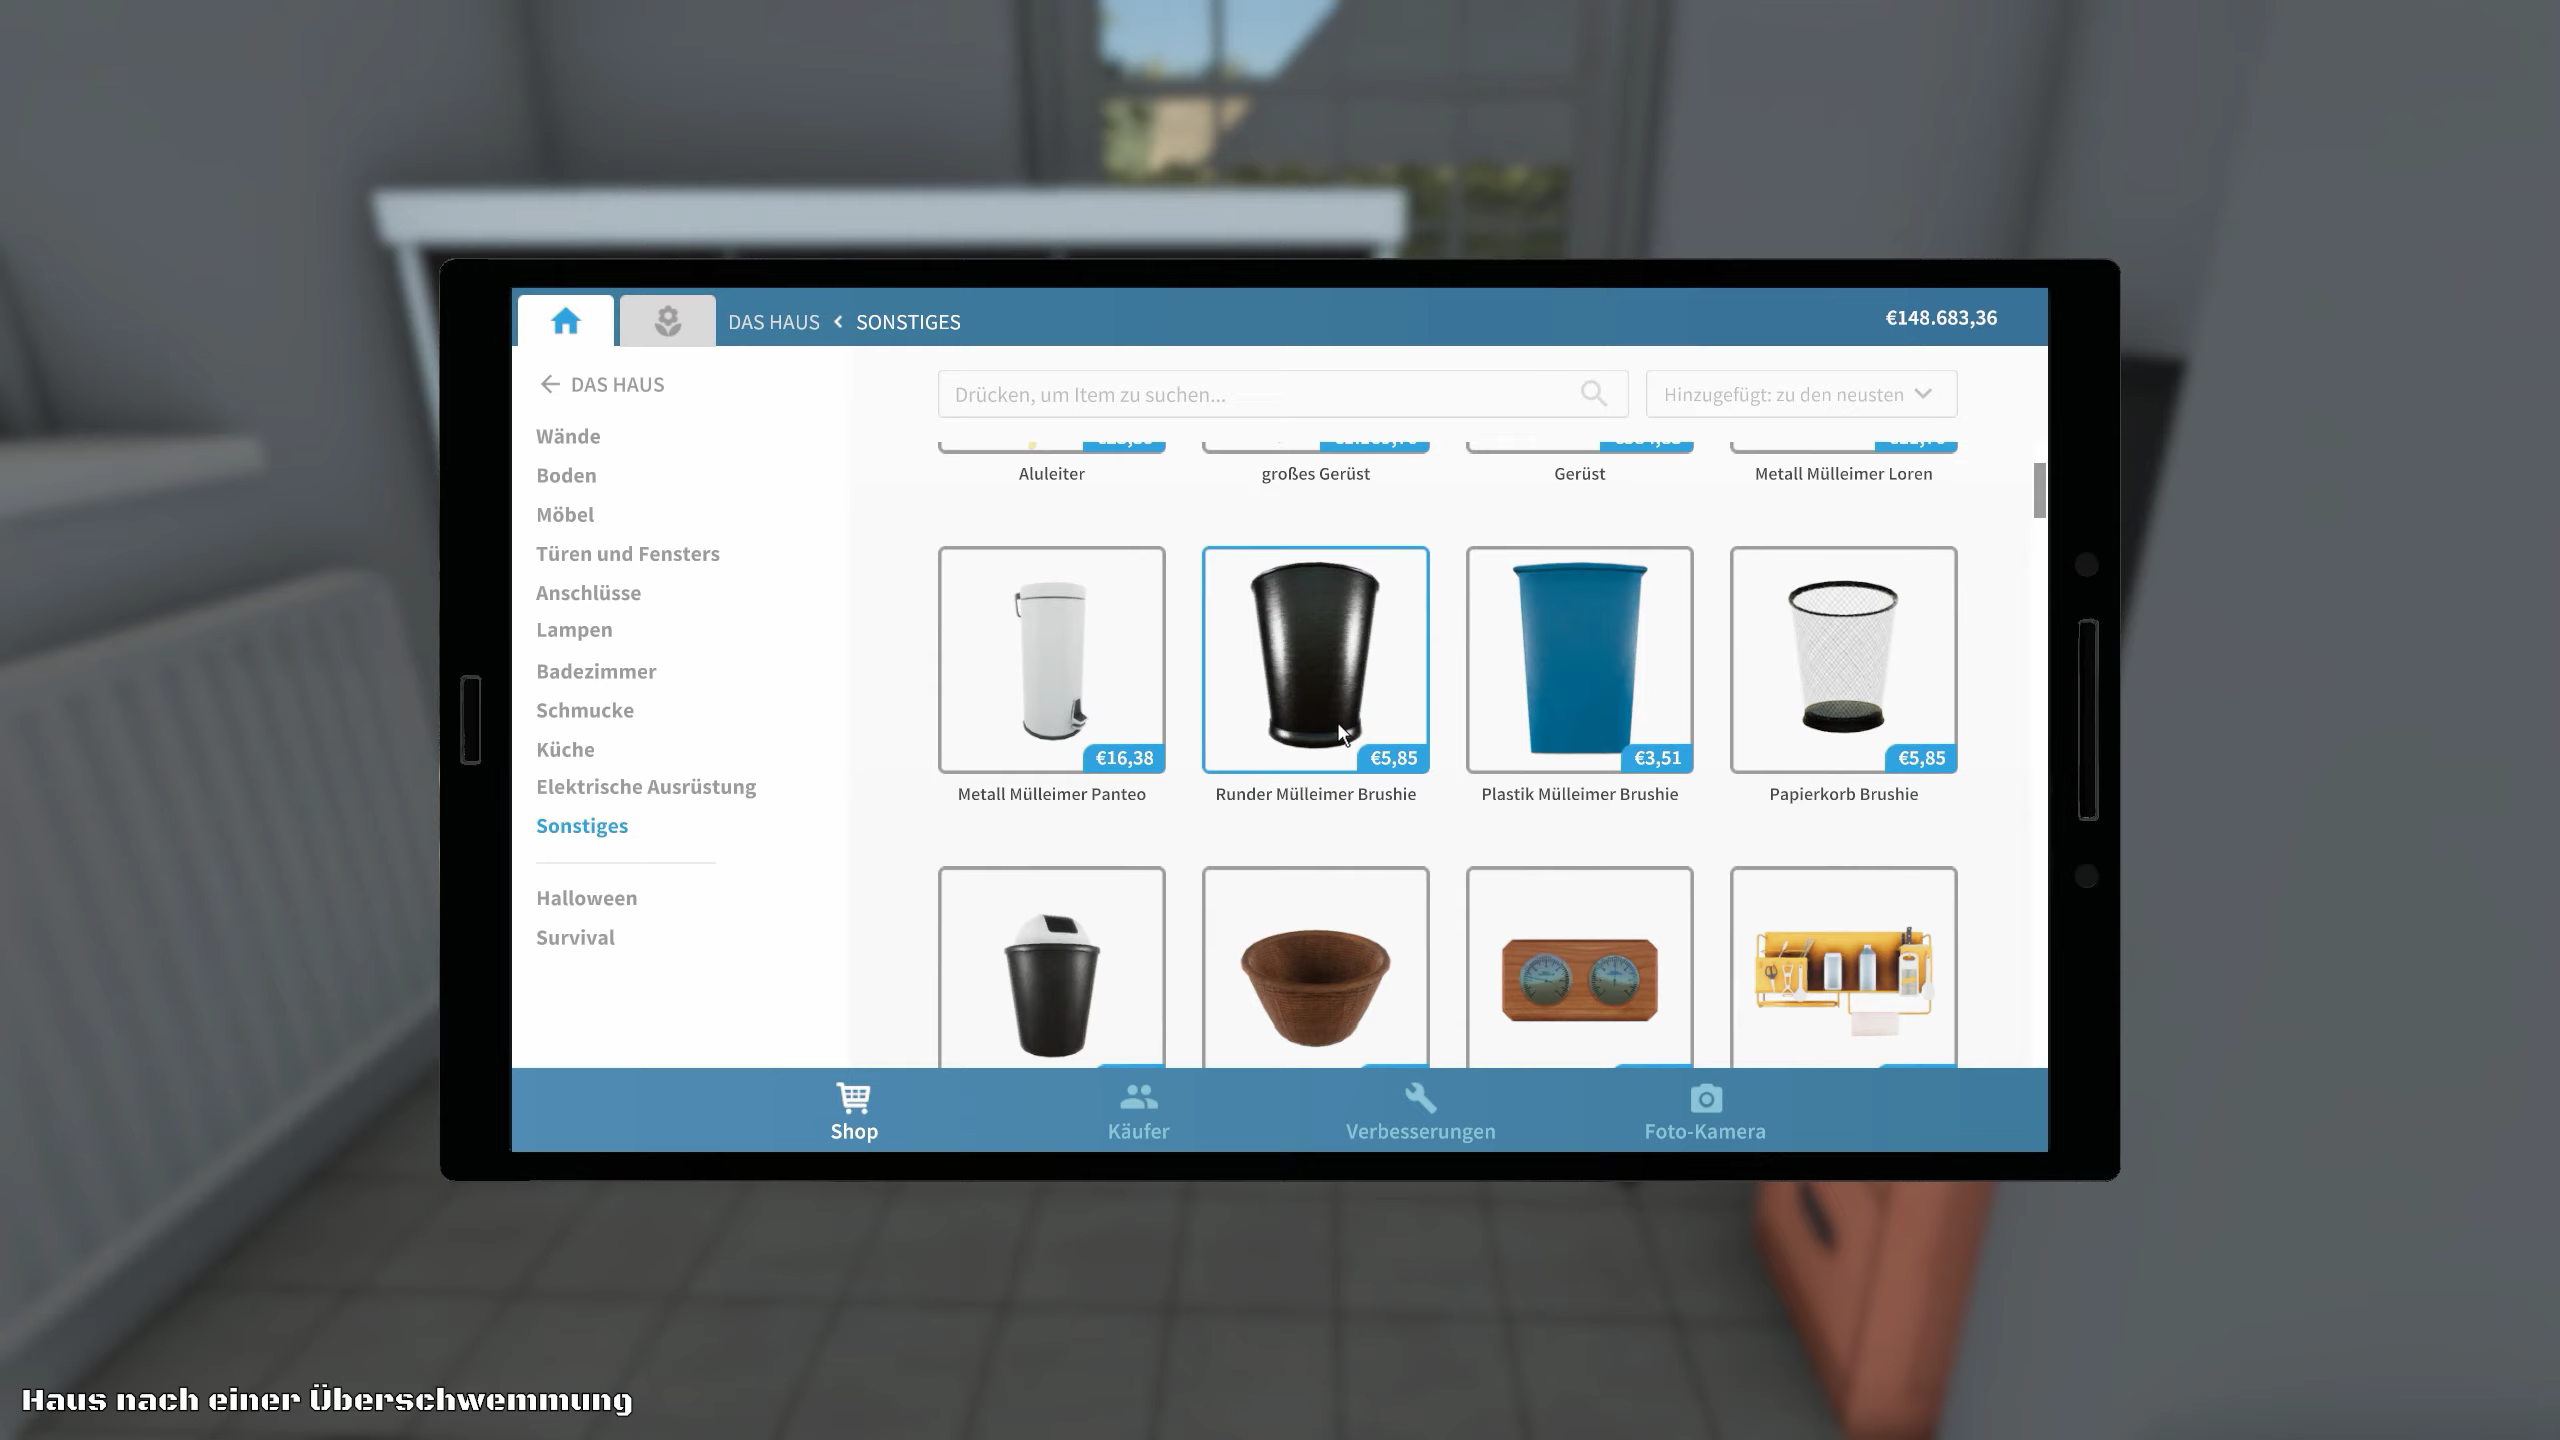 DAS HAUS < SONSTIGES
€148.683,36
DAS HAUS
Drücken, um Item zu suchen...
Hinzugefügt: zu den neusten
Wände
Boden
Möbel
Türen und Fensters
Anschlüsse
Lampen
Badezimmer
Schmucke
Küche
Elektrische Ausrüstung
Sonstiges
Halloween
Survival
Aluleiter
großes Gerüst
Gerüst
Metall Mülleimer Loren
€16,38
€5,85
€3,51
€5,85
Metall Mülleimer Panteo
Runder Mülleimer Brushie
Plastik Mülleimer Brushie
Papierkorb Brushie
Shop
Käufer
Verbesserungen
Foto-Kamera
Haus nach einer Überschwemmung